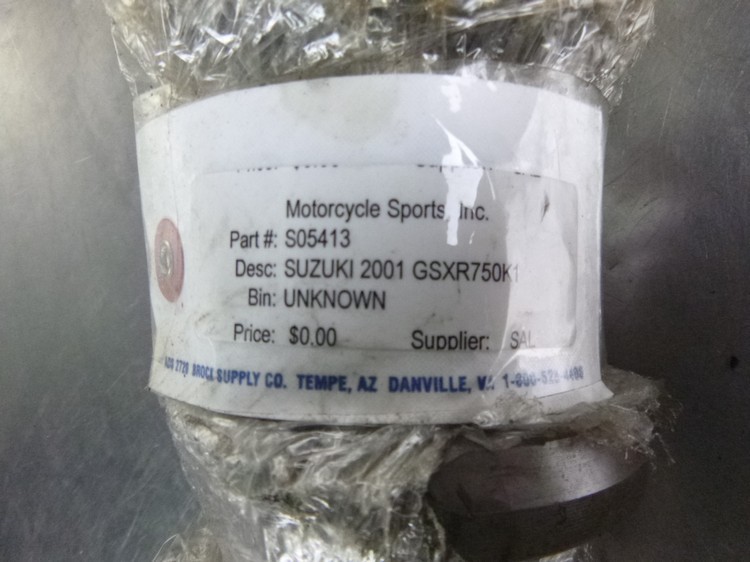 Motorcycle Sports, Inc.
Part #: S05413
Desc: SUZUKI 2001 GSXR750K1
Bin: UNKNOWN
Price: $0.00 Supplier: SAL
BROCK SUPPLY CO. TEMPE, AZ DANVILLE, VA